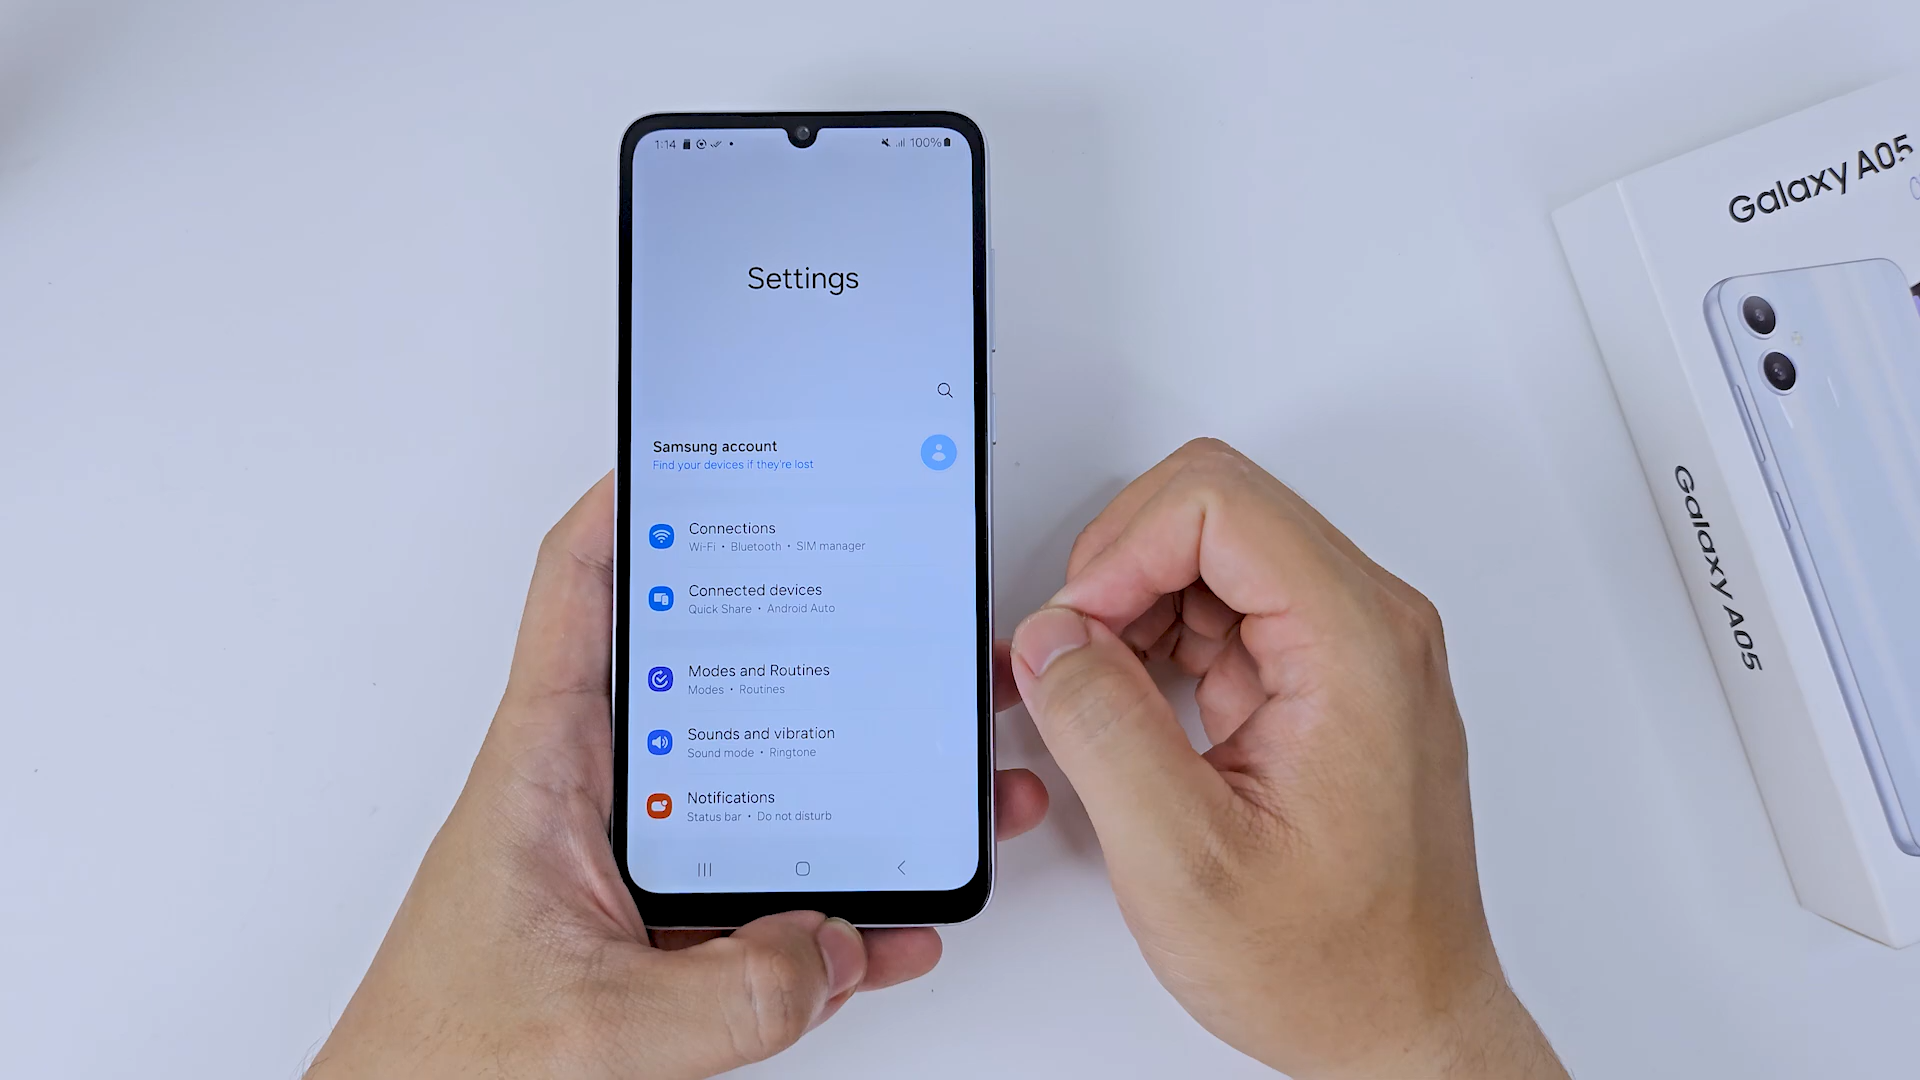 1:14
100%
Settings
Samsung account
Find your devices if they're lost
Connections
Wi-Fi • Bluetooth • SIM manager
Connected devices
Quick Share • Android Auto
Modes and Routines
Modes • Routines
Sounds and vibration
Sound mode • Ringtone
Notifications
Status bar • Do not disturb
Galaxy A05
Galaxy A05